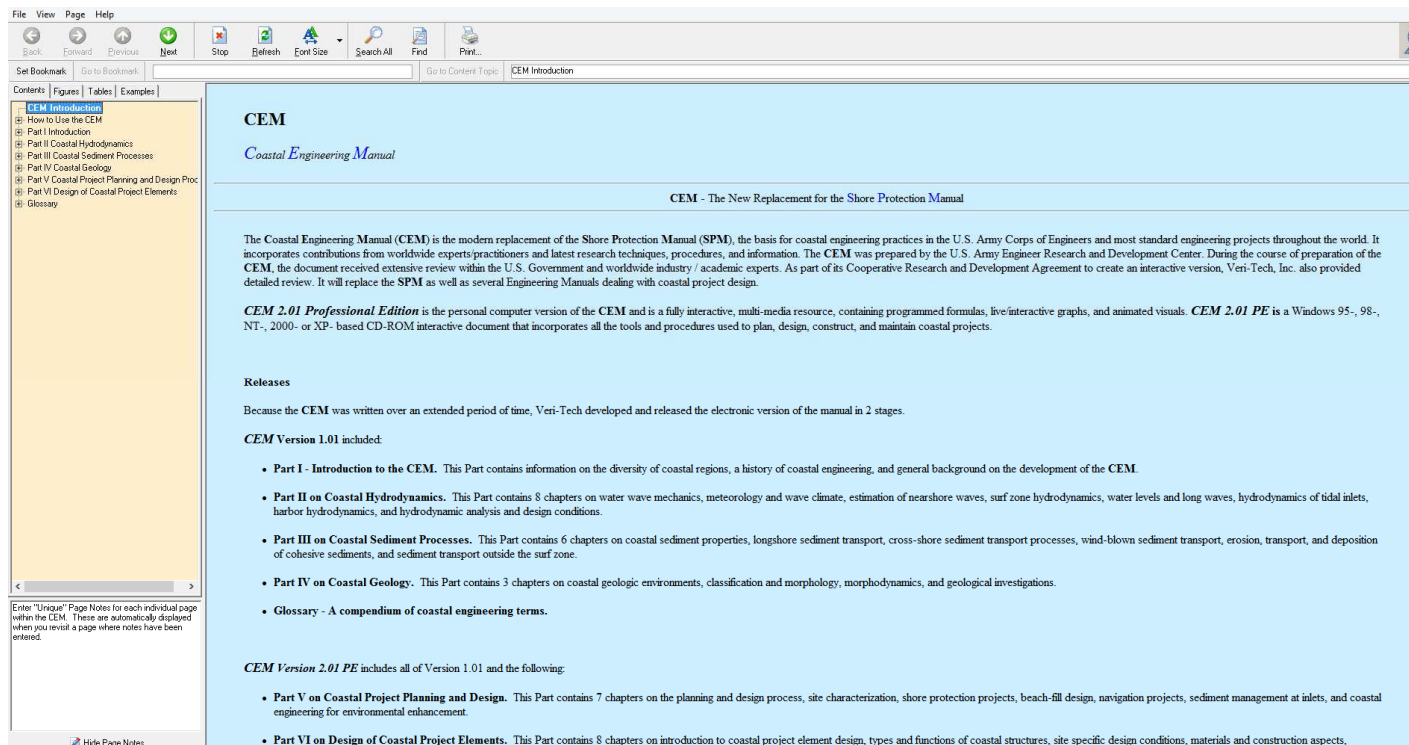 File View Page Help
Back Forward Previous Next Stop Refresh Font Size Search All Find Print...
Set Bookmark Go to Bookmark Go to Content Topic CEM Introduction
Contents Figures Tables Examples
CEM Introduction
How to Use the CEM
Part I Introduction
Part II Coastal Hydrodynamics
Part III Coastal Sediment Processes
Part IV Coastal Geology
Part V Coastal Project Planning and Design Proc
Part VI Design of Coastal Project Elements
Glossary
Enter "Unique" Page Notes for each individual page
within the CEM. These are automatically displayed
when you revisit a page where notes have been
entered.
Hide Page Notes
CEM
Coastal Engineering Manual
CEM - The New Replacement for the Shore Protection Manual
The Coastal Engineering Manual (CEM) is the modern replacement of the Shore Protection Manual (SPM), the basis for coastal engineering practices in the U.S. Army Corps of Engineers and most standard engineering projects throughout the world. It
incorporates contributions from worldwide experts/practitioners and latest research techniques, procedures, and information. The CEM was prepared by the U.S. Army Engineer Research and Development Center. During the course of preparation of the
CEM, the document received extensive review within the U.S. Government and worldwide industry / academic experts. As part of its Cooperative Research and Development Agreement to create an interactive version, Veri-Tech, Inc. also provided
detailed review. It will replace the SPM as well as several Engineering Manuals dealing with coastal project design.
CEM 2.01 Professional Edition is the personal computer version of the CEM and is a fully interactive, multi-media resource, containing programmed formulas, live/interactive graphs, and animated visuals. CEM 2.01 PE is a Windows 95-, 98-,
NT-, 2000- or XP- based CD-ROM interactive document that incorporates all the tools and procedures used to plan, design, construct, and maintain coastal projects.
Releases
Because the CEM was written over an extended period of time, Veri-Tech developed and released the electronic version of the manual in 2 stages.
CEM Version 1.01 included:
• Part I - Introduction to the CEM. This Part contains information on the diversity of coastal regions, a history of coastal engineering, and general background on the development of the CEM.
• Part II on Coastal Hydrodynamics. This Part contains 8 chapters on water wave mechanics, meteorology and wave climate, estimation of nearshore waves, surf zone hydrodynamics, water levels and long waves, hydrodynamics of tidal inlets,
harbor hydrodynamics, and hydrodynamic analysis and design conditions.
• Part III on Coastal Sediment Processes. This Part contains 6 chapters on coastal sediment properties, longshore sediment transport, cross-shore sediment transport processes, wind-blown sediment transport, erosion, transport, and deposition
of cohesive sediments, and sediment transport outside the surf zone.
• Part IV on Coastal Geology. This Part contains 3 chapters on coastal geologic environments, classification and morphology, morphodynamics, and geological investigations.
• Glossary - A compendium of coastal engineering terms.
CEM Version 2.01 PE includes all of Version 1.01 and the following:
• Part V on Coastal Project Planning and Design. This Part contains 7 chapters on the planning and design process, site characterization, shore protection projects, beach-fill design, navigation projects, sediment management at inlets, and coastal
engineering for environmental enhancement.
• Part VI on Design of Coastal Project Elements. This Part contains 8 chapters on introduction to coastal project element design, types and functions of coastal structures, site specific design conditions, materials and construction aspects,